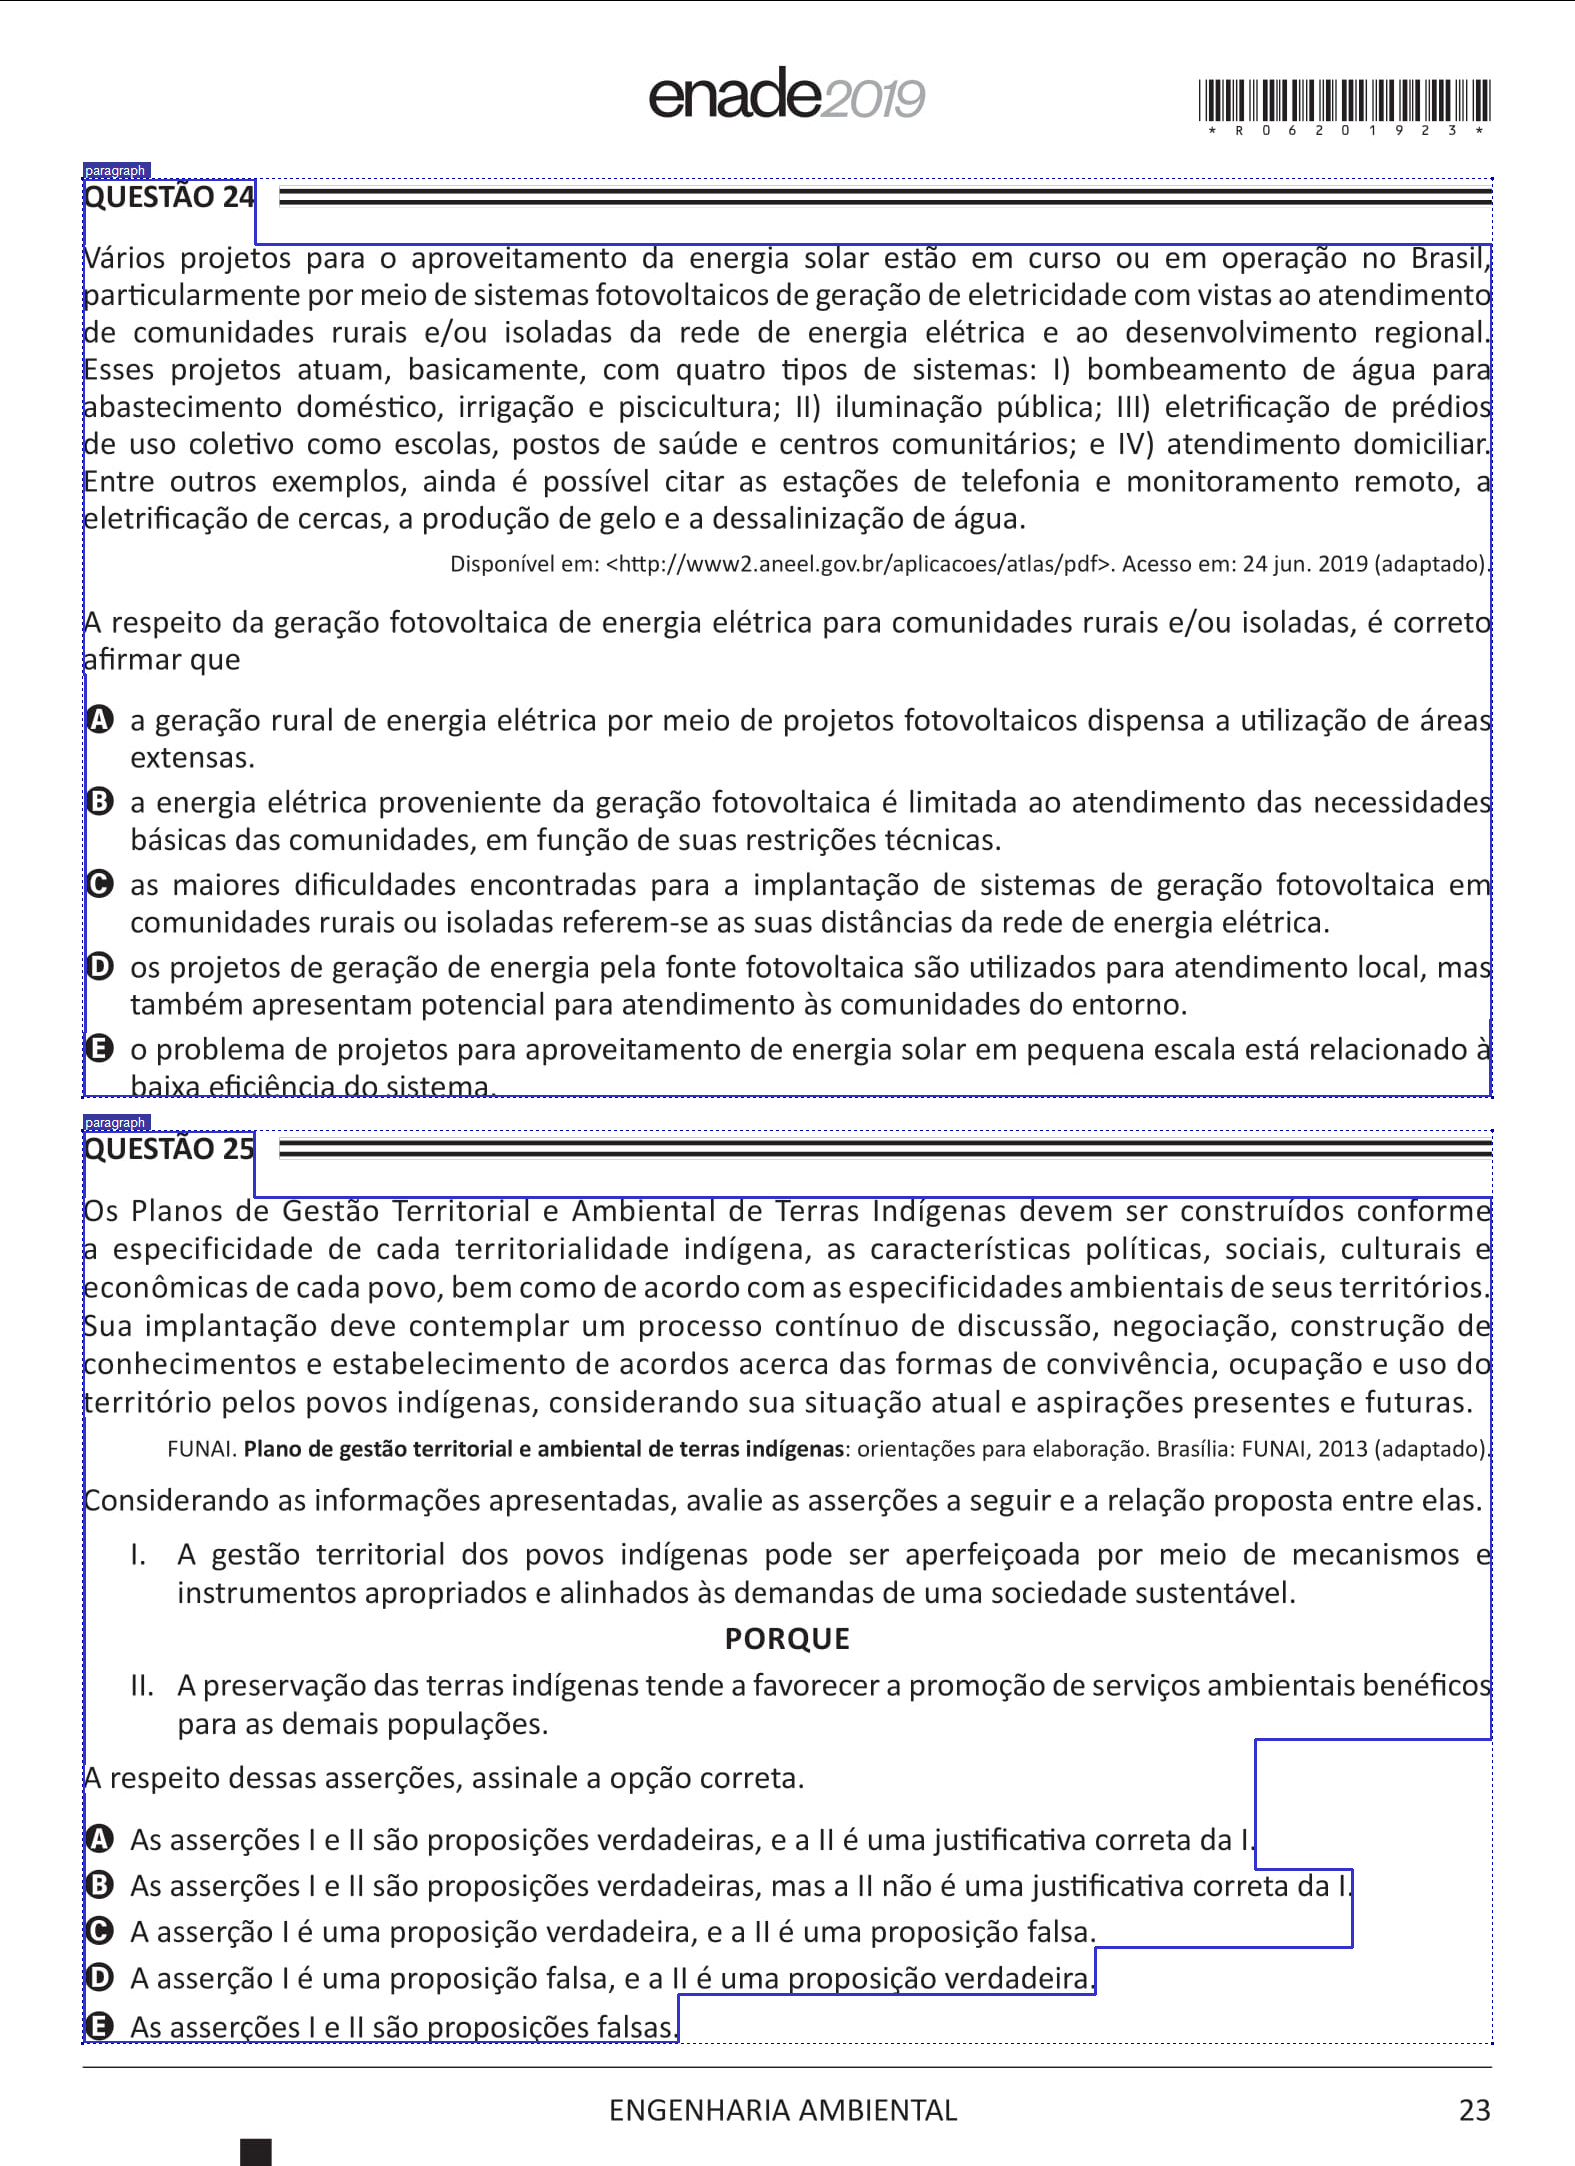 enade2019
*R06201923*
paragraph
QUESTÃO 24
Vários projetos para o aproveitamento da energia solar estão em curso ou em operação no Brasil,
particularmente por meio de sistemas fotovoltaicos de geração de eletricidade com vistas ao atendimento
de comunidades rurais e/ou isoladas da rede de energia elétrica e ao desenvolvimento regional.
Esses projetos atuam, basicamente, com quatro tipos de sistemas: I) bombeamento de água para
abastecimento doméstico, irrigação e piscicultura; II) iluminação pública; III) eletrificação de prédios
de uso coletivo como escolas, postos de saúde e centros comunitários; e IV) atendimento domiciliar.
Entre outros exemplos, ainda é possível citar as estações de telefonia e monitoramento remoto, a
eletrificação de cercas, a produção de gelo e a dessalinização de água.
Disponível em: <http://www2.aneel.gov.br/aplicacoes/atlas/pdf>. Acesso em: 24 jun. 2019 (adaptado).
A respeito da geração fotovoltaica de energia elétrica para comunidades rurais e/ou isoladas, é correto
afirmar que
A a geração rural de energia elétrica por meio de projetos fotovoltaicos dispensa a utilização de áreas
extensas.
B a energia elétrica proveniente da geração fotovoltaica é limitada ao atendimento das necessidades
básicas das comunidades, em função de suas restrições técnicas.
C as maiores dificuldades encontradas para a implantação de sistemas de geração fotovoltaica em
comunidades rurais ou isoladas referem-se as suas distâncias da rede de energia elétrica.
D os projetos de geração de energia pela fonte fotovoltaica são utilizados para atendimento local, mas
também apresentam potencial para atendimento às comunidades do entorno.
E o problema de projetos para aproveitamento de energia solar em pequena escala está relacionado à
baixa eficiência do sistema.
paragraph
QUESTÃO 25
Os Planos de Gestão Territorial e Ambiental de Terras Indígenas devem ser construídos conforme
a especificidade de cada territorialidade indígena, as características políticas, sociais, culturais e
econômicas de cada povo, bem como de acordo com as especificidades ambientais de seus territórios.
Sua implantação deve contemplar um processo contínuo de discussão, negociação, construção de
conhecimentos e estabelecimento de acordos acerca das formas de convivência, ocupação e uso do
território pelos povos indígenas, considerando sua situação atual e aspirações presentes e futuras.
FUNAI. Plano de gestão territorial e ambiental de terras indígenas: orientações para elaboração. Brasília: FUNAI, 2013 (adaptado).
Considerando as informações apresentadas, avalie as asserções a seguir e a relação proposta entre elas.
I. A gestão territorial dos povos indígenas pode ser aperfeiçoada por meio de mecanismos e
instrumentos apropriados e alinhados às demandas de uma sociedade sustentável.
PORQUE
II. A preservação das terras indígenas tende a favorecer a promoção de serviços ambientais benéficos
para as demais populações.
A respeito dessas asserções, assinale a opção correta.
A As asserções I e II são proposições verdadeiras, e a II é uma justificativa correta da I.
B As asserções I e II são proposições verdadeiras, mas a II não é uma justificativa correta da I.
C A asserção I é uma proposição verdadeira, e a II é uma proposição falsa.
D A asserção I é uma proposição falsa, e a II é uma proposição verdadeira.
E As asserções I e II são proposições falsas.
ENGENHARIA AMBIENTAL
23